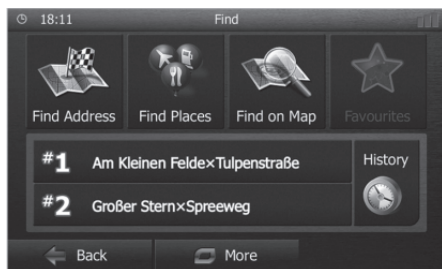 18:11 Find
Find Address Find Places Find on Map Favourites
#1 Am Kleinen Felde×Tulpenstraße History
#2 Großer Stern×Spreeweg
Back More